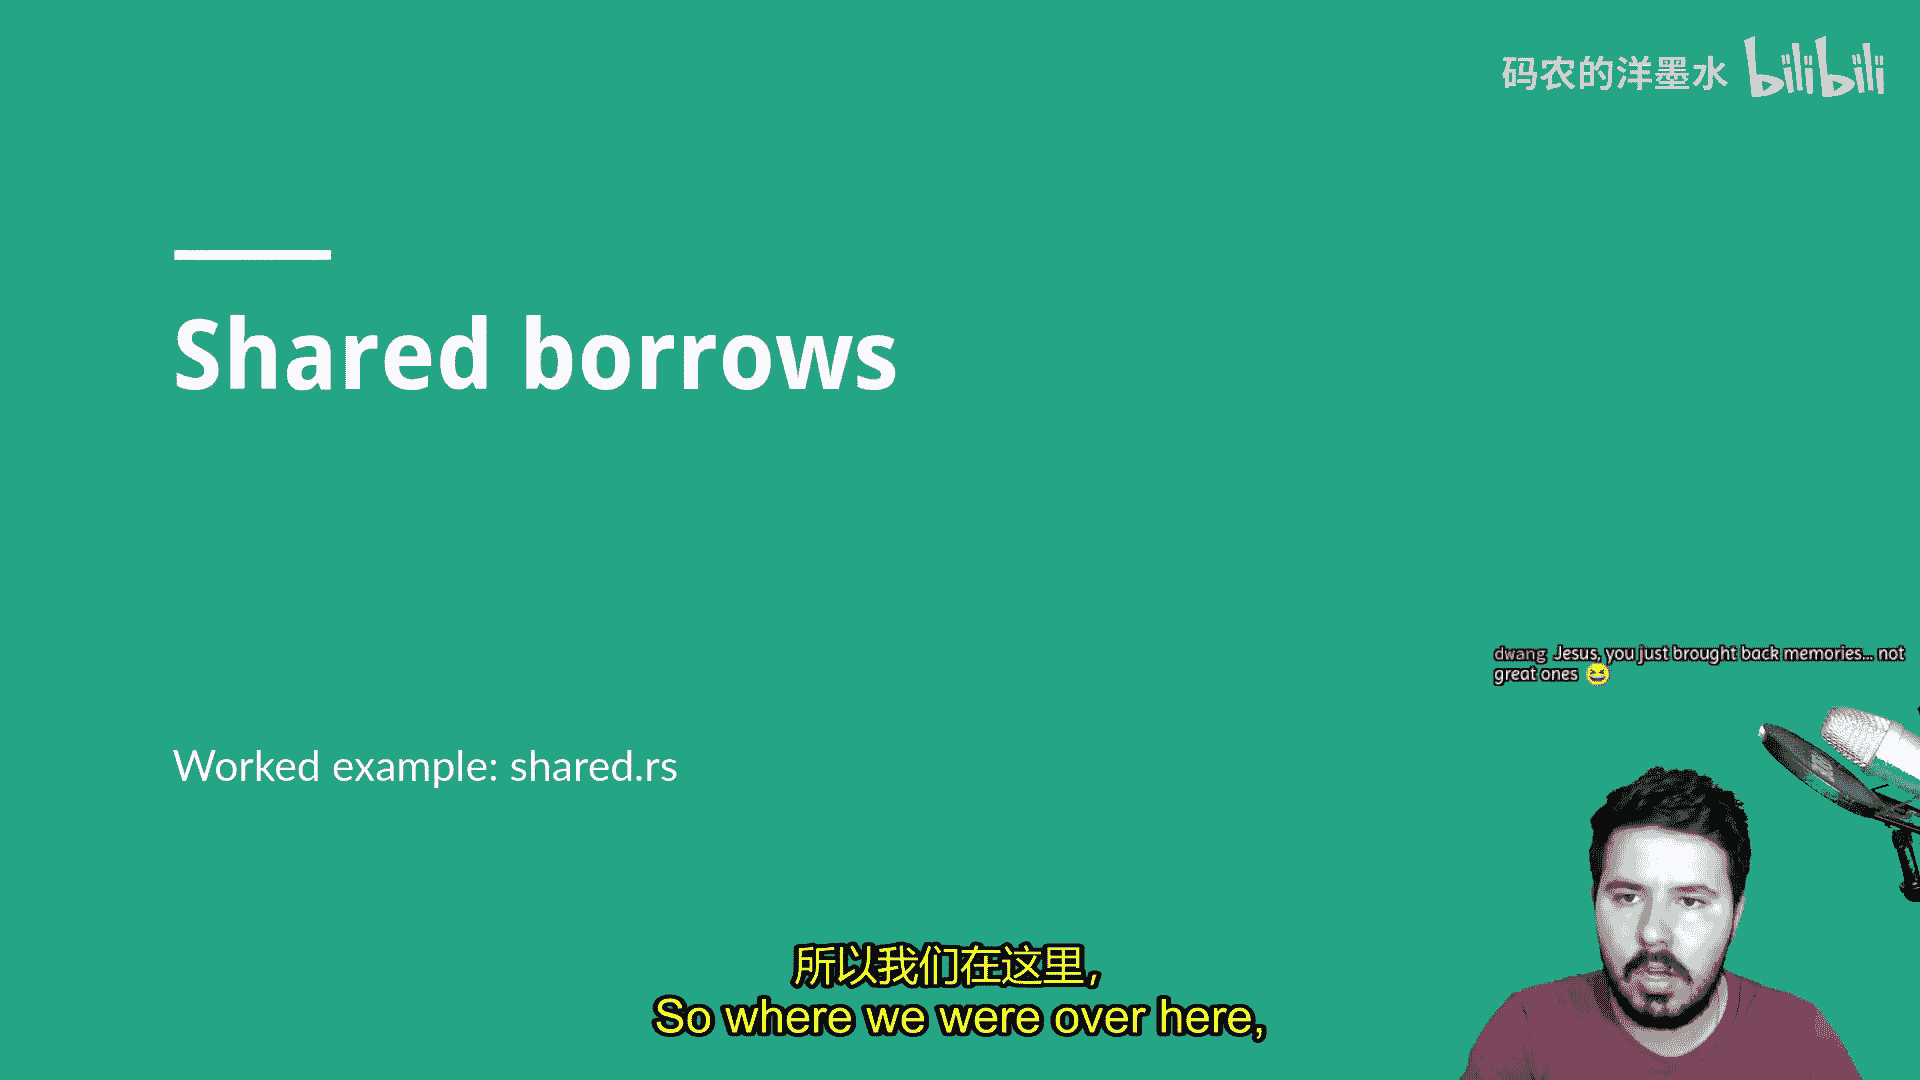 码农的洋墨水 bilibili
Shared borrows
dwang Jesus, you just brought back memories... not
great ones 😆
Worked example: shared.rs
所以我们在这里，
So where we were over here,